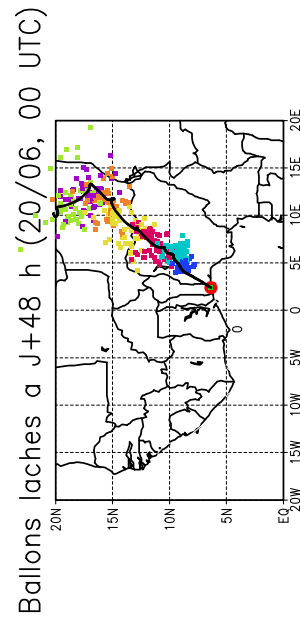 Ballons laches a J+48 h (20/06, 00 UTC)
20N
15N
10N
5N
EQ
20W
15W
10W
5W
0
5E
10E
15E
20E
0